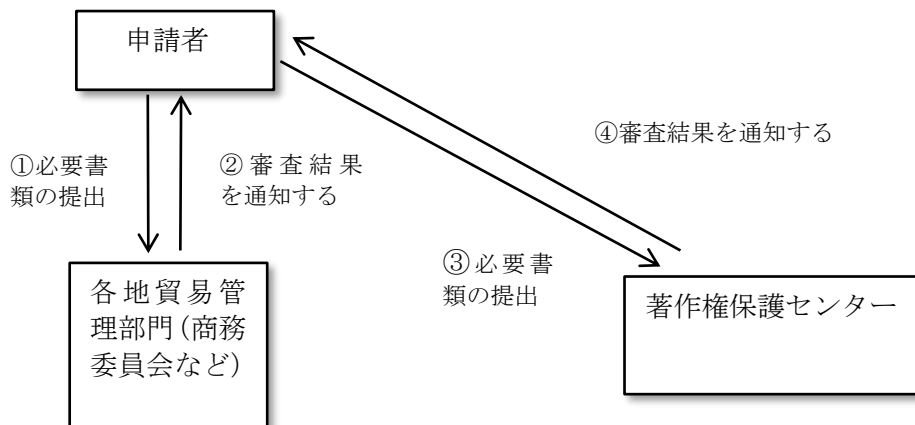 申請者
④審査結果を通知する
①必要書
類の提出
②審査結果
を通知する
③必要書
類の提出
各地貿易管
理部門(商務
委員会など)
著作権保護センター